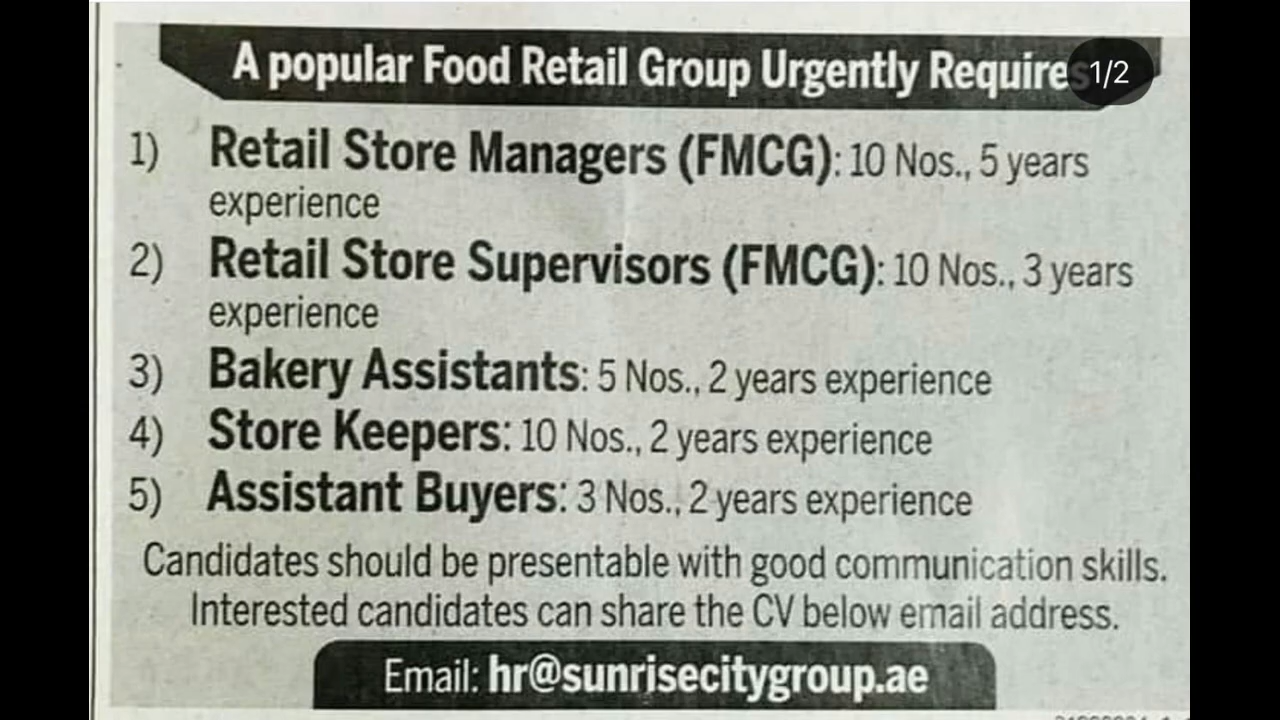 A popular Food Retail Group Urgently Requires
1/2
1) Retail Store Managers (FMCG): 10 Nos., 5 years
experience
2) Retail Store Supervisors (FMCG): 10 Nos., 3 years
experience
3) Bakery Assistants: 5 Nos., 2 years experience
4) Store Keepers: 10 Nos., 2 years experience
5) Assistant Buyers: 3 Nos., 2 years experience
Candidates should be presentable with good communication skills.
Interested candidates can share the CV below email address.
Email: hr@sunrisecitygroup.ae